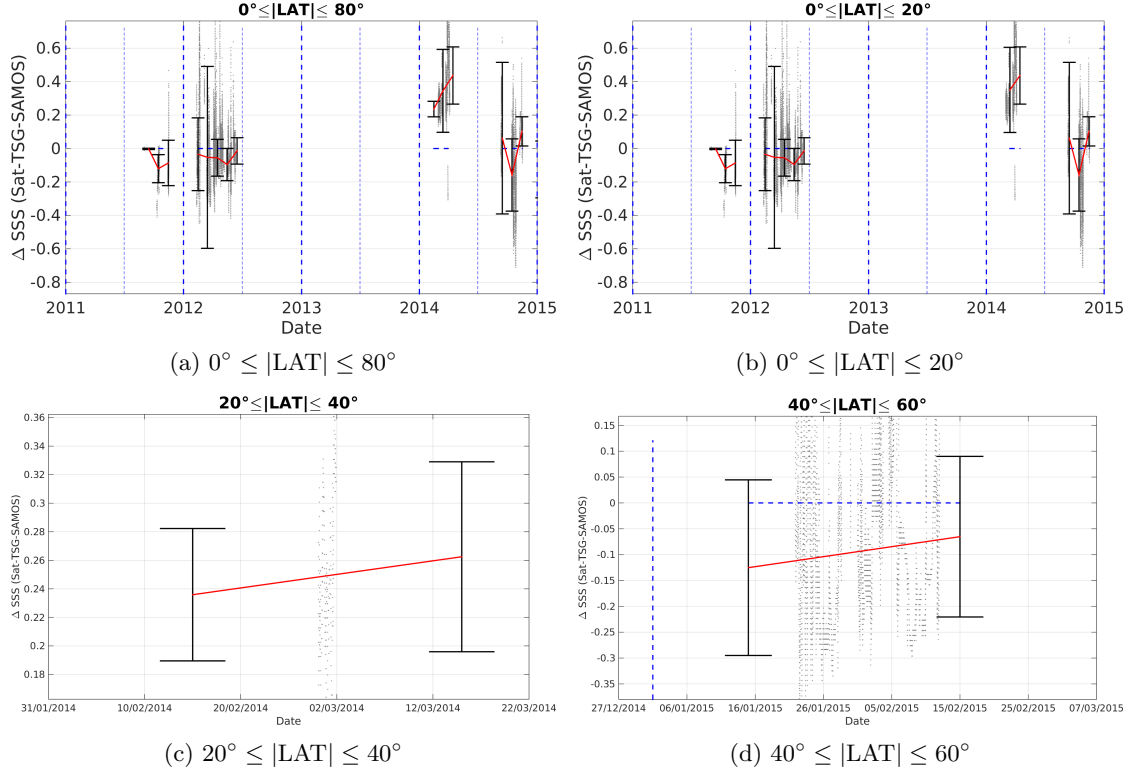 0°≤|LAT|≤ 80°
Δ SSS (Sat-TSG-SAMOS)
0.6
0.4
0.2
0
-0.2
-0.4
-0.6
-0.8
2011 2012 2013 2014 2015
Date
(a) 0° ≤ |LAT| ≤ 80°
0°≤|LAT|≤ 20°
Δ SSS (Sat-TSG-SAMOS)
0.6
0.4
0.2
0
-0.2
-0.4
-0.6
-0.8
2011 2012 2013 2014 2015
Date
(b) 0° ≤ |LAT| ≤ 20°
20°≤|LAT|≤ 40°
Δ SSS (Sat-TSG-SAMOS)
0.36
0.34
0.32
0.3
0.28
0.26
0.24
0.22
0.2
0.18
31/01/2014 10/02/2014 20/02/2014 02/03/2014 12/03/2014 22/03/2014
Date
(c) 20° ≤ |LAT| ≤ 40°
40°≤|LAT|≤ 60°
Δ SSS (Sat-TSG-SAMOS)
0.15
0.1
0.05
0
-0.05
-0.1
-0.15
-0.2
-0.25
-0.3
-0.35
27/12/2014 06/01/2015 16/01/2015 26/01/2015 05/02/2015 15/02/2015 25/02/2015 07/03/2015
Date
(d) 40° ≤ |LAT| ≤ 60°